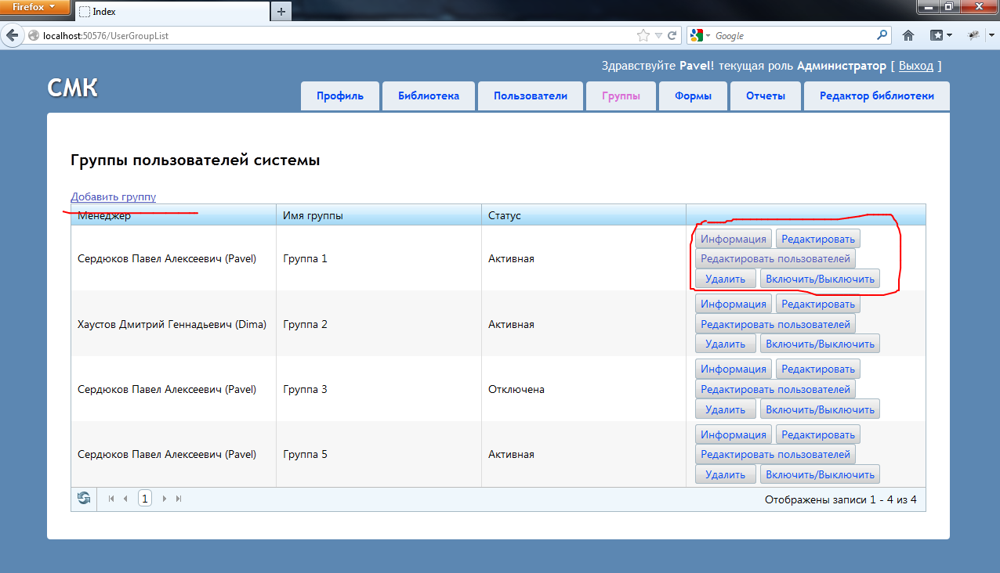 Firefox
Index
localhost:50576/UserGroupList
Google
Здравствуйте Pavel! текущая роль Администратор [ Выход ]
СМК
Профиль Библиотека Пользователи Группы Формы Отчеты Редактор библиотеки
Группы пользователей системы
Добавить группу
Менеджер Имя группы Статус
Сердюков Павел Алексеевич (Pavel) Группа 1 Активная
Информация Редактировать
Редактировать пользователей
Удалить Включить/Выключить
Хаустов Дмитрий Геннадьевич (Dima) Группа 2 Активная
Информация Редактировать
Редактировать пользователей
Удалить Включить/Выключить
Сердюков Павел Алексеевич (Pavel) Группа 3 Отключена
Информация Редактировать
Редактировать пользователей
Удалить Включить/Выключить
Сердюков Павел Алексеевич (Pavel) Группа 5 Активная
Информация Редактировать
Редактировать пользователей
Удалить Включить/Выключить
1
Отображены записи 1 - 4 из 4